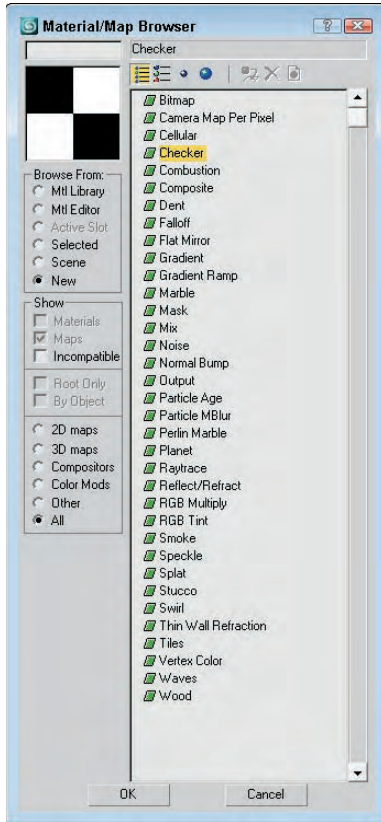 Material/Map Browser
Checker
Browse From:
Mtl Library
Mtl Editor
Active Slot
Selected
Scene
New
Show
Materials
Maps
Incompatible
Root Only
By Object
2D maps
3D maps
Compositors
Color Mods
Other
All
Bitmap
Camera Map Per Pixel
Cellular
Checker
Combustion
Composite
Dent
Falloff
Flat Mirror
Gradient
Gradient Ramp
Marble
Mask
Mix
Noise
Normal Bump
Output
Particle Age
Particle MBlur
Perlin Marble
Planet
Raytrace
Reflect/Refract
RGB Multiply
RGB Tint
Smoke
Speckle
Splat
Stucco
Swirl
Thin Wall Refraction
Tiles
Vertex Color
Waves
Wood
OK
Cancel